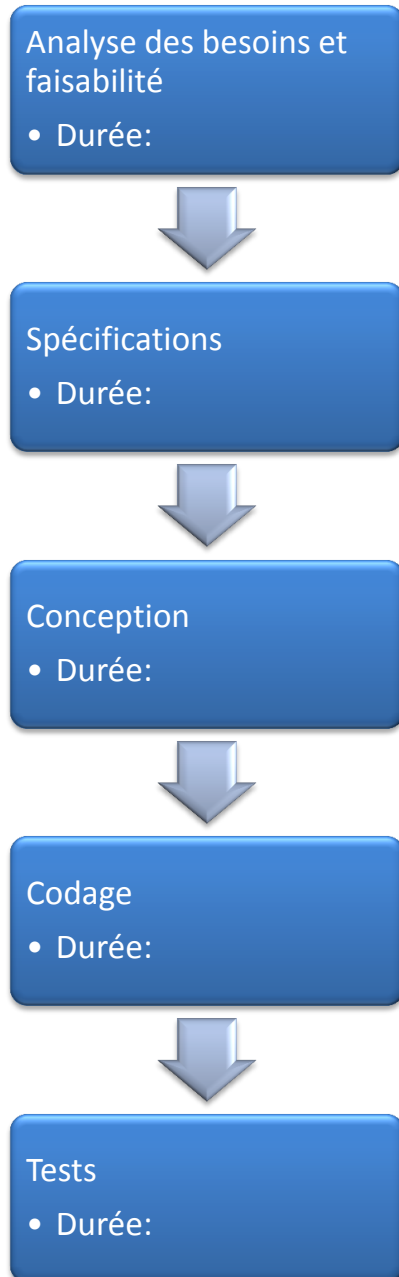 Analyse des besoins et
faisabilité
• Durée:
Spécifications
• Durée:
Conception
• Durée:
Codage
• Durée:
Tests
• Durée: